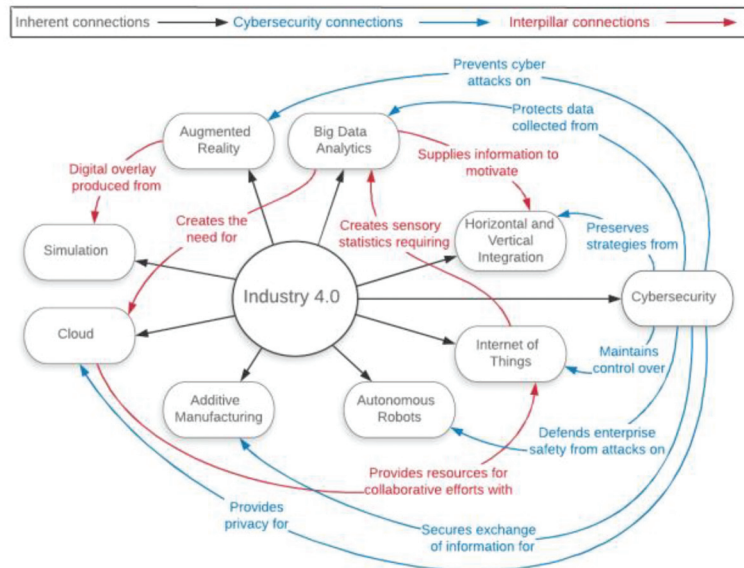 Inherent connections
Cybersecurity connections
Interpillar connections
Prevents cyber
attacks on
Augmented
Reality
Big Data
Analytics
Protects data
collected from
Digital overlay
produced from
Supplies information to
motivate
Creates the
need for
Creates sensory
statistics requiring
Horizontal and
Vertical
Integration
Preserves
strategies from
Simulation
Industry 4.0
Cybersecurity
Cloud
Internet of
Things
Maintains
control over
Additive
Manufacturing
Autonomous
Robots
Defends enterprise
safety from attacks on
Provides resources for
collaborative efforts with
Provides
privacy for
Secures exchange
of information for